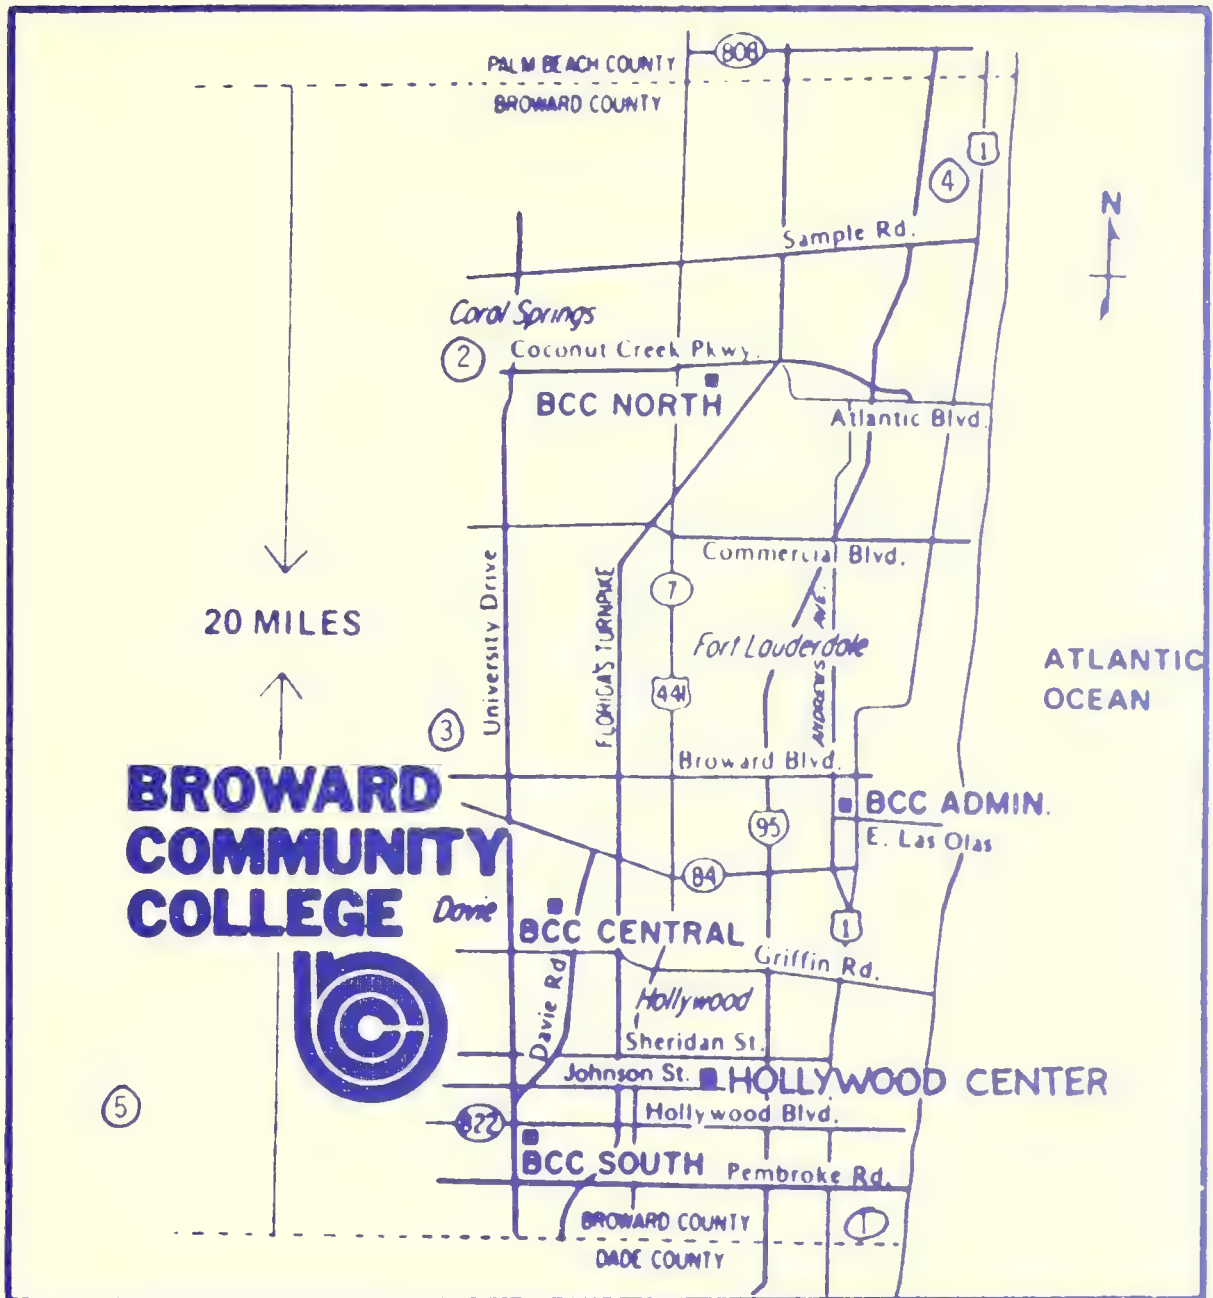 808
PALM BEACH COUNTY
BROWARD COUNTY
1
4
N
Sample Rd.
Coral Springs
2
Coconut Creek Pkwy.
BCC NORTH
Atlantic Blvd.
Commercial Blvd.
7
University Drive
FLORIDA'S TURNPIKE
ANDREWS AVE.
20 MILES
Fort Lauderdale
ATLANTIC
OCEAN
441
3
Broward Blvd.
BROWARD
COMMUNITY
COLLEGE
BCC ADMIN.
95
E. Las Olas
84
Davie
BCC CENTRAL
1
Griffin Rd.
Davie Rd
Hollywood
Sheridan St.
Johnson St.
HOLLYWOOD CENTER
5
822
Hollywood Blvd.
BCC SOUTH
Pembroke Rd.
BROWARD COUNTY
1
DADE COUNTY